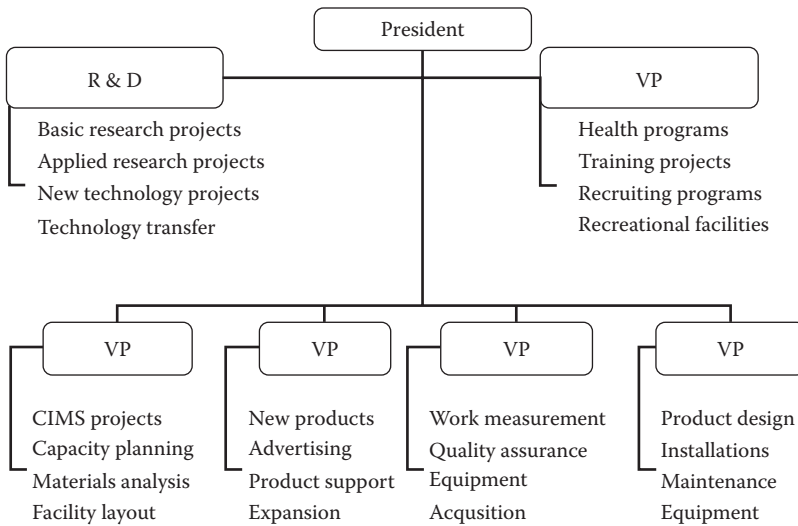 President
R & D
Basic research projects
Applied research projects
New technology projects
Technology transfer
VP
Health programs
Training projects
Recruiting programs
Recreational facilities
VP
CIMS projects
Capacity planning
Materials analysis
Facility layout
VP
New products
Advertising
Product support
Expansion
VP
Work measurement
Quality assurance
Equipment
Acqusition
VP
Product design
Installations
Maintenance
Equipment